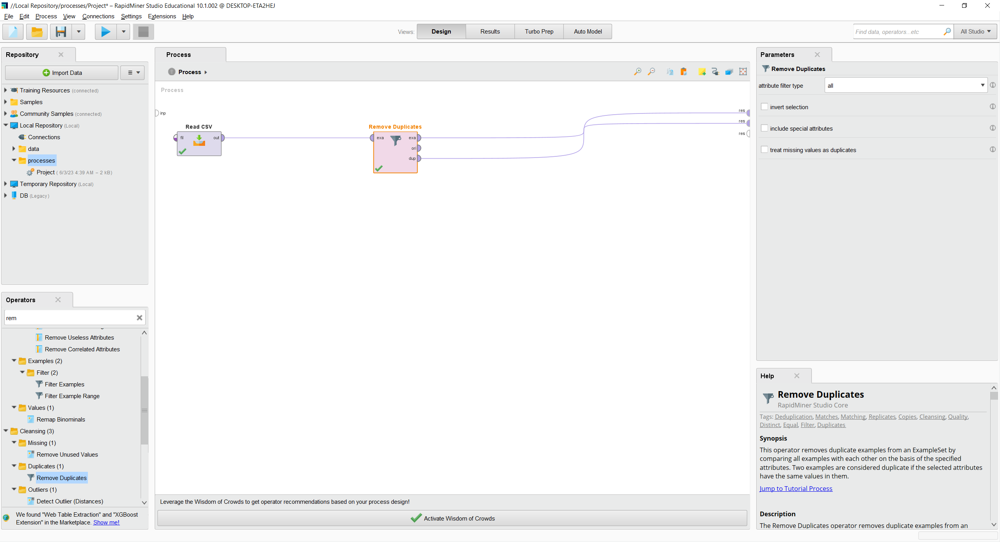 //Local Repository/processes/Project* – RapidMiner Studio Educational 10.1.002 @ DESKTOP-ETA2HEJ
File Edit Process View Connections Settings Extensions Help
Views: Design Results Turbo Prep Auto Model
Find data, operators...etc All Studio
Repository
Import Data
Training Resources (connected)
Samples
Community Samples (connected)
Local Repository (Local)
Connections
data
processes
Project ( 6/3/23 4:39 AM – 2 kB)
Temporary Repository (Local)
DB (Legacy)
Operators
rem
Remove Useless Attributes
Remove Correlated Attributes
Examples (2)
Filter (2)
Filter Examples
Filter Example Range
Values (1)
Remap Binominals
Cleansing (3)
Missing (1)
Remove Unused Values
Duplicates (1)
Remove Duplicates
Outliers (1)
Detect Outlier (Distances)
We found "Web Table Extraction" and "XGBoost
Extension" in the Marketplace. Show me!
Process
Process
Process
inp
Read CSV
fil out
Remove Duplicates
exa exa
ori
dup
res
res
res
Leverage the Wisdom of Crowds to get operator recommendations based on your process design!
Activate Wisdom of Crowds
Parameters
Remove Duplicates
attribute filter type all
invert selection
include special attributes
treat missing values as duplicates
Help
Remove Duplicates
RapidMiner Studio Core
Tags: Deduplication, Matches, Matching, Replicates, Copies, Cleansing, Quality,
Distinct, Equal, Filter, Duplicates
Synopsis
This operator removes duplicate examples from an ExampleSet by
comparing all examples with each other on the basis of the specified
attributes. Two examples are considered duplicate if the selected attributes
have the same values in them.
Jump to Tutorial Process
Description
The Remove Duplicates operator removes duplicate examples from an